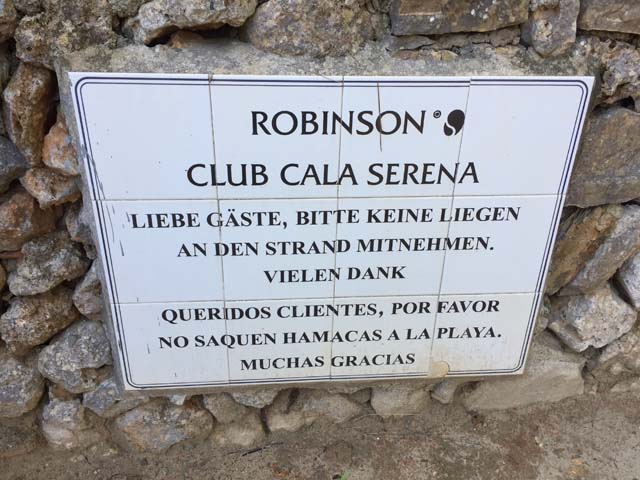 ROBINSON®
CLUB CALA SERENA
LIEBE GÄSTE, BITTE KEINE LIEGEN
AN DEN STRAND MITNEHMEN.
VIELEN DANK
QUERIDOS CLIENTES, POR FAVOR
NO SAQUEN HAMACAS A LA PLAYA.
MUCHAS GRACIAS